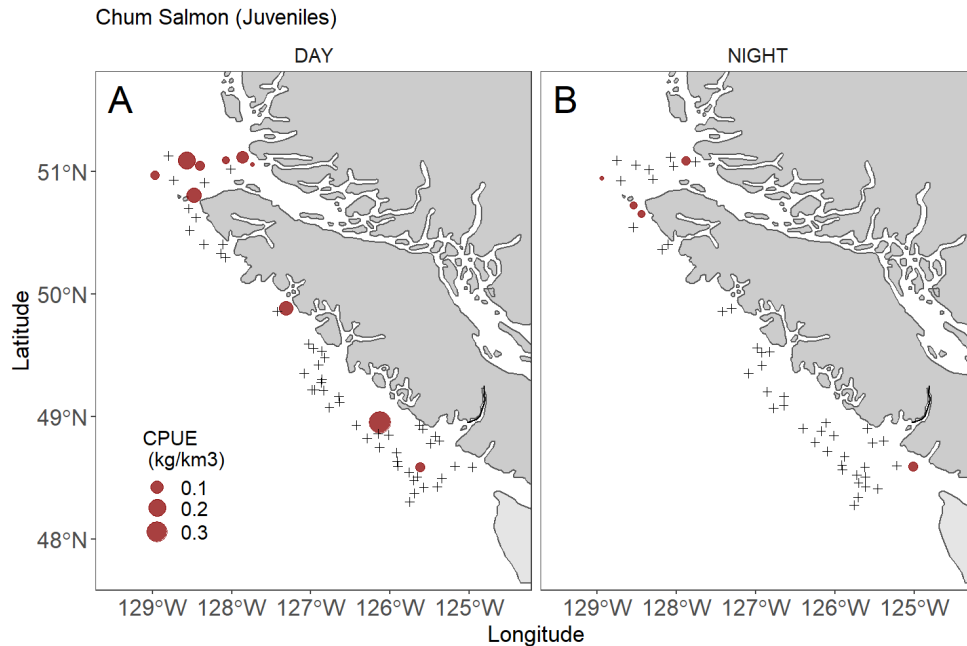 Chum Salmon (Juveniles)
DAY
NIGHT
A
B
51°N
50°N
49°N
48°N
Latitude
CPUE
(kg/km3)
0.1
0.2
0.3
129°W 128°W 127°W 126°W 125°W
129°W 128°W 127°W 126°W 125°W
Longitude